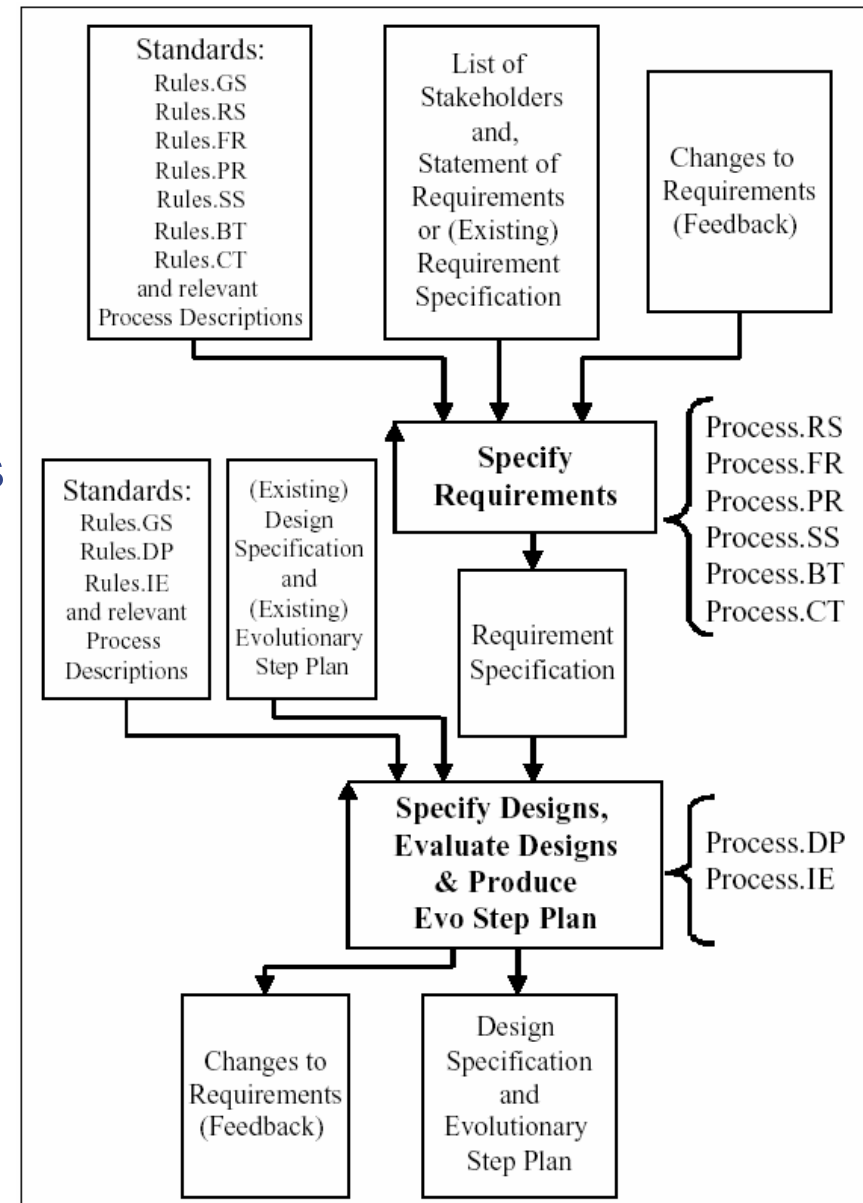 Standards:
Rules.GS
Rules.RS
Rules.FR
Rules.PR
Rules.SS
Rules.BT
Rules.CT
and relevant
Process Descriptions
List of
Stakeholders
and,
Statement of
Requirements
or (Existing)
Requirement
Specification
Changes to
Requirements
(Feedback)
Specify
Requirements
Process.RS
Process.FR
Process.PR
Process.SS
Process.BT
Process.CT
s
Standards:
Rules.GS
Rules.DP
Rules.IE
and relevant
Process
Descriptions
(Existing)
Design
Specification
and
(Existing)
Evolutionary
Step Plan
Requirement
Specification
Specify Designs,
Evaluate Designs
& Produce
Evo Step Plan
Process.DP
Process.IE
Changes to
Requirements
(Feedback)
Design
Specification
and
Evolutionary
Step Plan